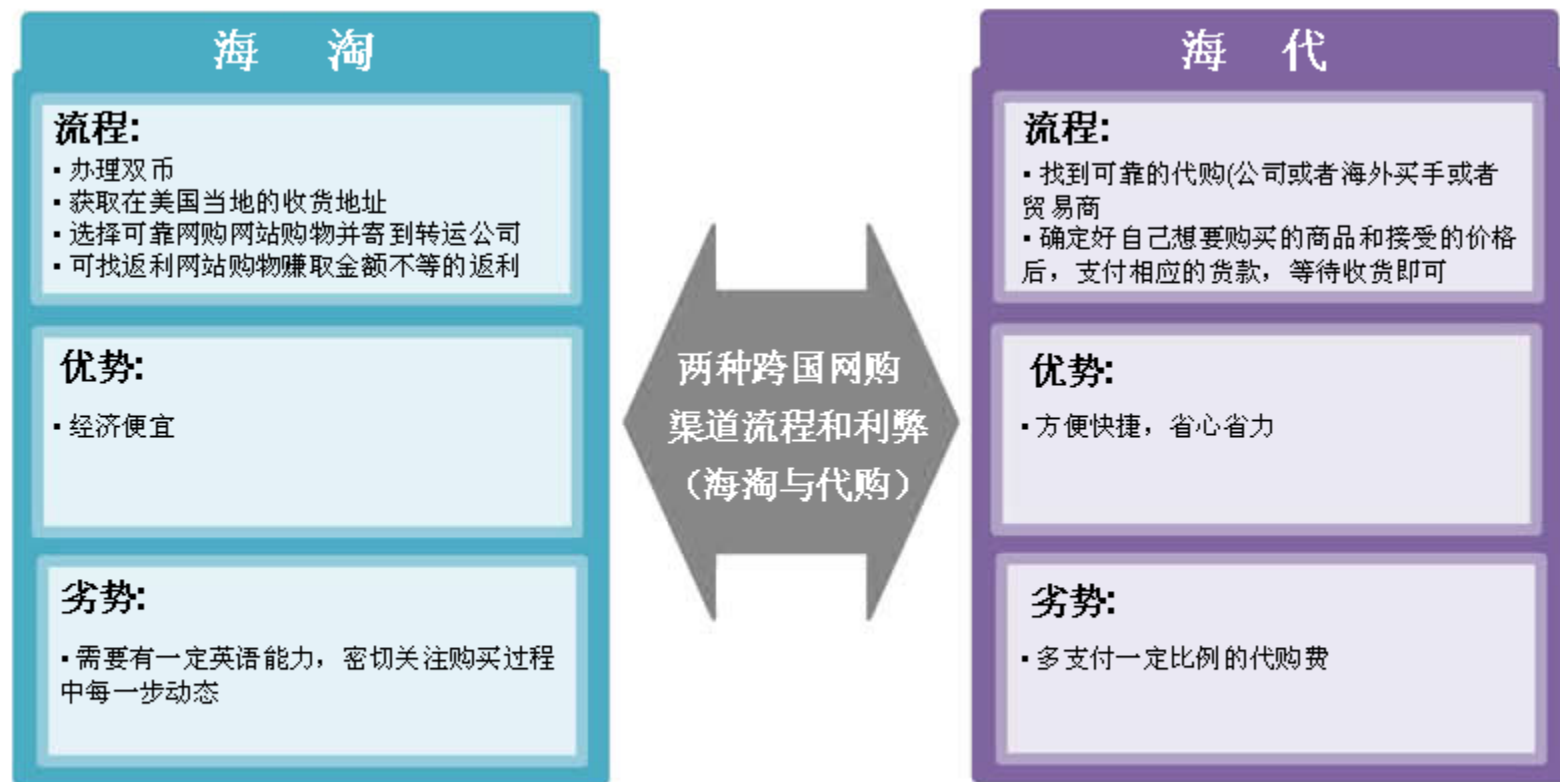 海 淘
流程:
▪ 办理双币
▪ 获取在美国当地的收货地址
▪ 选择可靠网购网站购物并寄到转运公司
▪ 可找返利网站购物赚取金额不等的返利
优势:
▪ 经济便宜
劣势:
▪ 需要有一定英语能力，密切关注购买过程
中每一步动态
两种跨国网购
渠道流程和利弊
（海淘与代购）
海 代
流程:
▪ 找到可靠的代购(公司或者海外买手或者
贸易商
▪ 确定好自己想要购买的商品和接受的价格
后，支付相应的货款，等待收货即可
优势:
▪ 方便快捷，省心省力
劣势:
▪ 多支付一定比例的代购费